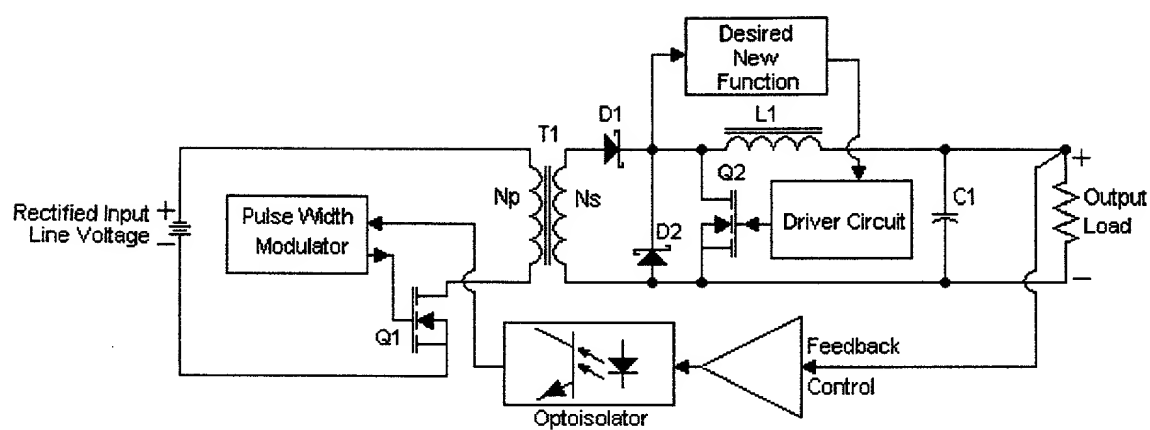 Desired
New
Function
D1
L1
T1
+
Q2
Np
Ns
Rectified Input +
Line Voltage −
Pulse Width
Modulator
D2
Driver Circuit
C1
Output
Load
−
Q1
Feedback
Control
Optoisolator